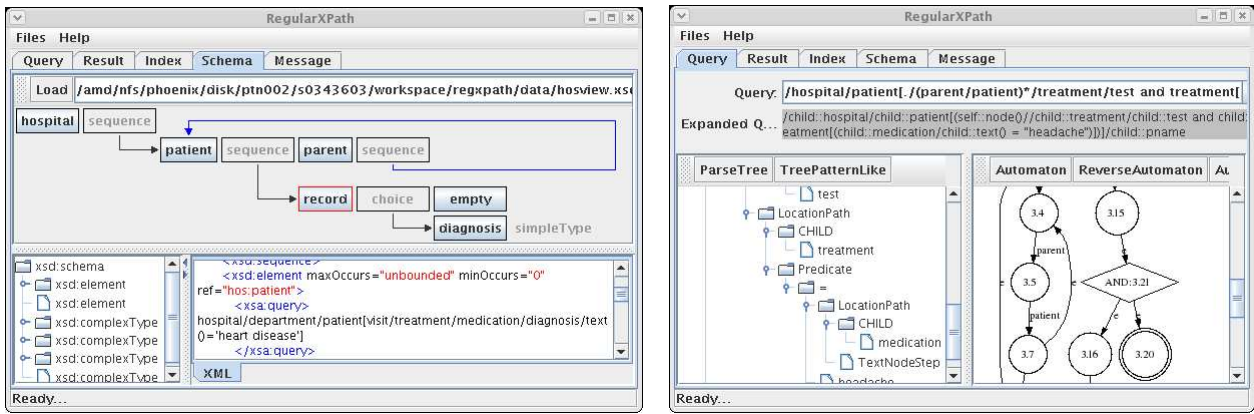 RegularXPath
Files Help
Query Result Index Schema Message
Load /amd/nfs/phoenix/disk/ptn002/s0343603/workspace/regxpath/data/hosview.xsd
hospital sequence
patient sequence parent sequence
record choice empty
diagnosis simpleType
xsd:schema
xsd:element
xsd:element
xsd:complexType
xsd:complexType
xsd:complexType
xsd:complexType
<xsd:sequence>
<xsd:element maxOccurs="unbounded" minOccurs="0"
ref="hos:patient">
<xsa:query>
hospital/department/patient[visit/treatment/medication/diagnosis/text
()='heart disease']
</xsa:query>
XML
Ready...
RegularXPath
Files Help
Query Result Index Schema Message
Query: /hospital/patient[./(parent/patient)*/treatment/test and treatment[
Expanded Q... /child::hospital/child::patient[(self::node()//child::treatment/child::test and child:
eatment[(child::medication/child::text() = "headache")])]/child::pname
ParseTree TreePatternLike
test
LocationPath
CHILD
treatment
Predicate
=
LocationPath
CHILD
medication
TextNodeStep
headache
Automaton ReverseAutomaton Au
3.4 3.15
parent e
3.5 AND:3.21
e patient e e
3.7 3.16 3.20
Ready...